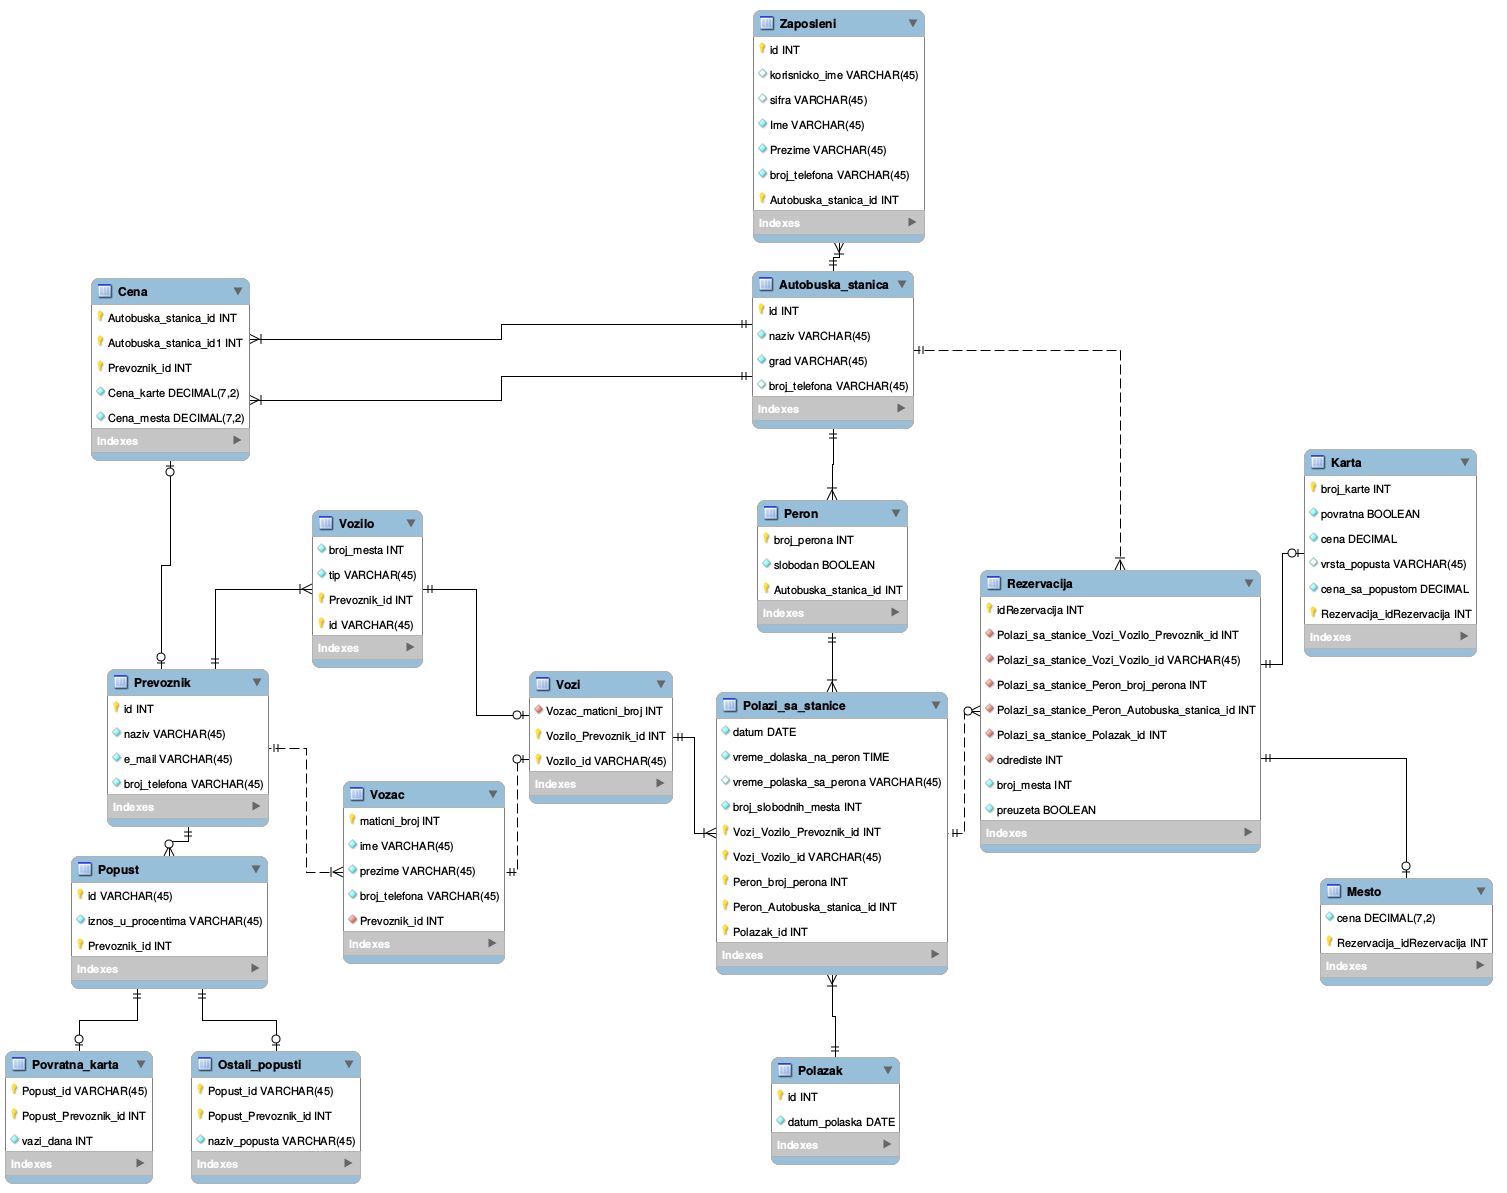 Zaposleni
id INT
korisnicko_ime VARCHAR(45)
sifra VARCHAR(45)
Ime VARCHAR(45)
Prezime VARCHAR(45)
broj_telefona VARCHAR(45)
Autobuska_stanica_id INT
Indexes
Cena
Autobuska_stanica_id INT
Autobuska_stanica_id1 INT
Prevoznik_id INT
Cena_karte DECIMAL(7,2)
Cena_mesta DECIMAL(7,2)
Indexes
Autobuska_stanica
id INT
naziv VARCHAR(45)
grad VARCHAR(45)
broj_telefona VARCHAR(45)
Indexes
Karta
broj_karte INT
povratna BOOLEAN
cena DECIMAL
vrsta_popusta VARCHAR(45)
cena_sa_popustom DECIMAL
Rezervacija_idRezervacija INT
Indexes
Vozilo
broj_mesta INT
tip VARCHAR(45)
Prevoznik_id INT
id VARCHAR(45)
Indexes
Peron
broj_perona INT
slobodan BOOLEAN
Autobuska_stanica_id INT
Indexes
Rezervacija
idRezervacija INT
Polazi_sa_stanice_Vozi_Vozilo_Prevoznik_id INT
Polazi_sa_stanice_Vozi_Vozilo_id VARCHAR(45)
Polazi_sa_stanice_Peron_broj_perona INT
Polazi_sa_stanice_Peron_Autobuska_stanica_id INT
Polazi_sa_stanice_Polazak_id INT
odrediste INT
broj_mesta INT
preuzeta BOOLEAN
Indexes
Prevoznik
id INT
naziv VARCHAR(45)
e_mail VARCHAR(45)
broj_telefona VARCHAR(45)
Indexes
Vozi
Vozac_maticni_broj INT
Vozilo_Prevoznik_id INT
Vozilo_id VARCHAR(45)
Indexes
Polazi_sa_stanice
datum DATE
vreme_dolaska_na_peron TIME
vreme_polaska_sa_perona VARCHAR(45)
broj_slobodnih_mesta INT
Vozi_Vozilo_Prevoznik_id INT
Vozi_Vozilo_id VARCHAR(45)
Peron_broj_perona INT
Peron_Autobuska_stanica_id INT
Polazak_id INT
Indexes
Vozac
maticni_broj INT
ime VARCHAR(45)
prezime VARCHAR(45)
broj_telefona VARCHAR(45)
Prevoznik_id INT
Indexes
Popust
id VARCHAR(45)
iznos_u_procentima VARCHAR(45)
Prevoznik_id INT
Indexes
Mesto
cena DECIMAL(7,2)
Rezervacija_idRezervacija INT
Indexes
Povratna_karta
Popust_id VARCHAR(45)
Popust_Prevoznik_id INT
vazi_dana INT
Indexes
Ostali_popusti
Popust_id VARCHAR(45)
Popust_Prevoznik_id INT
naziv_popusta VARCHAR(45)
Indexes
Polazak
id INT
datum_polaska DATE
Indexes